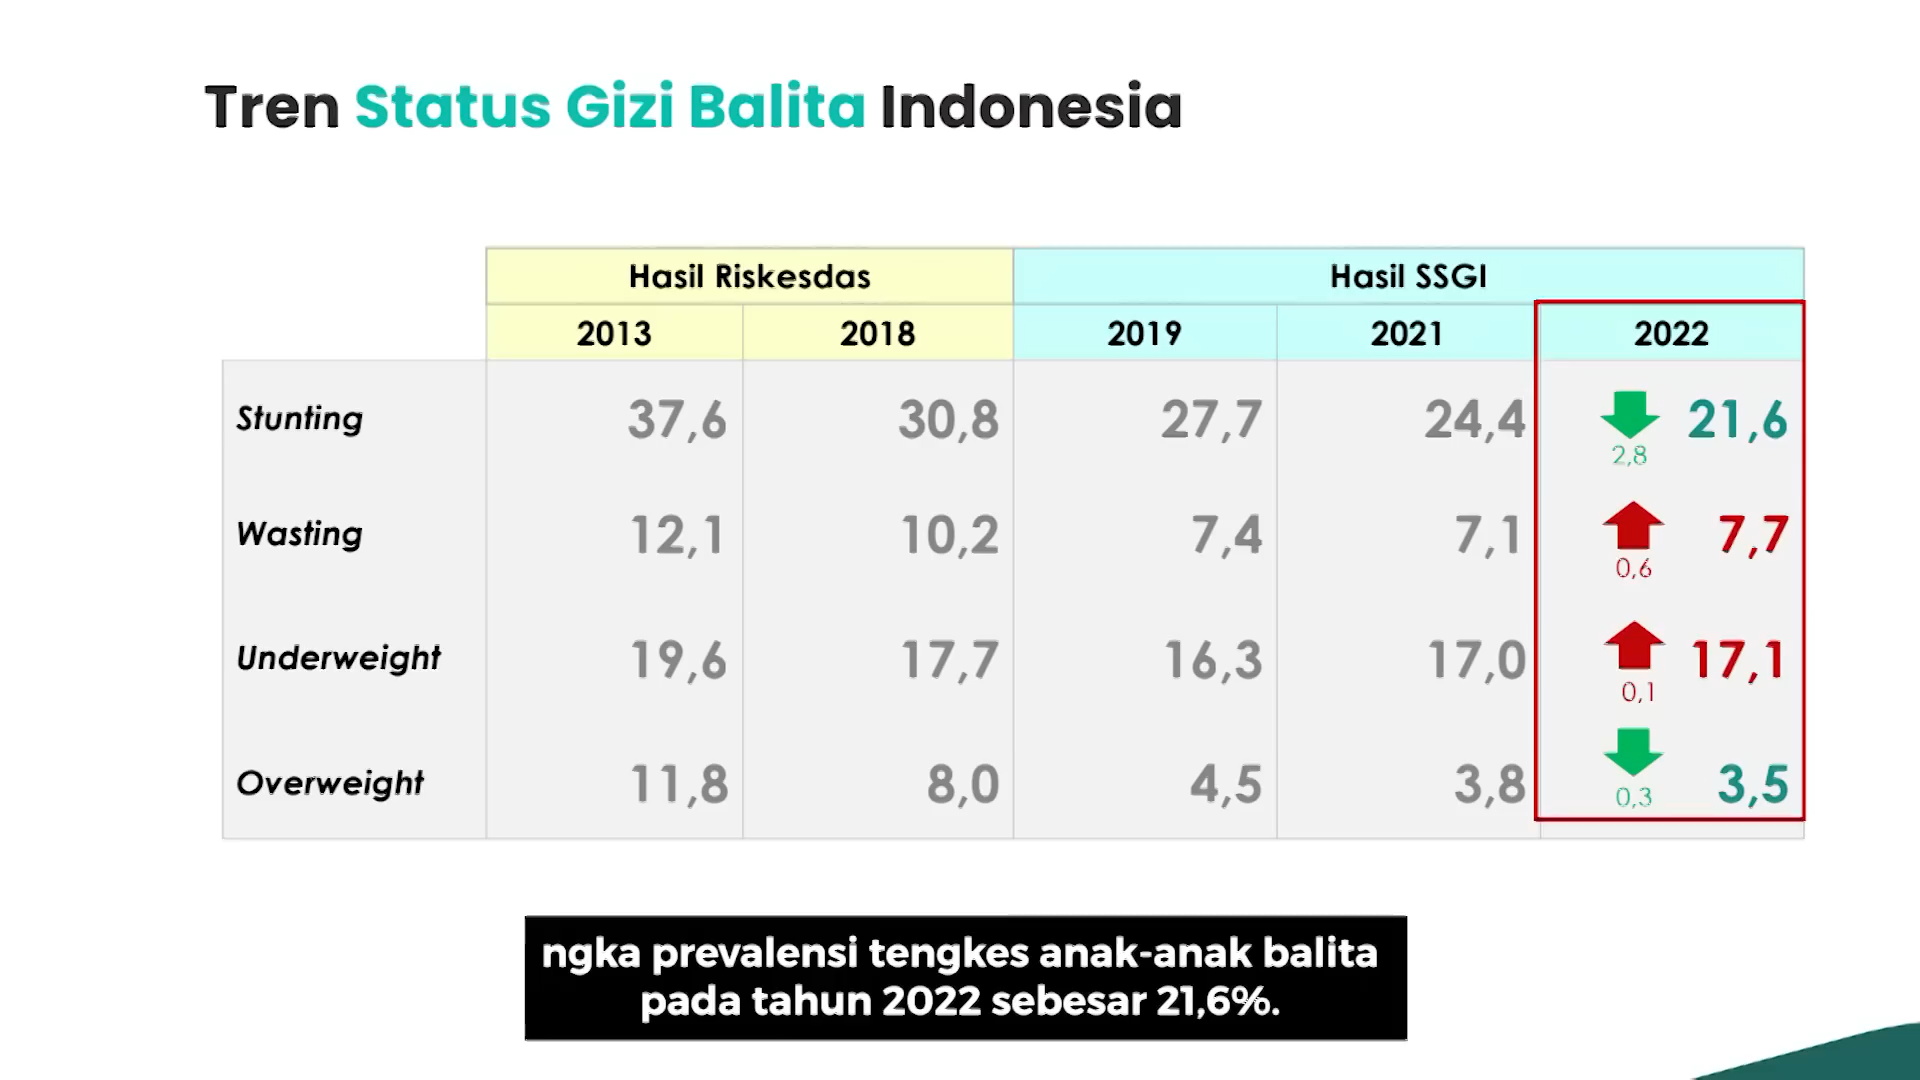 Tren Status Gizi Balita Indonesia
Hasil Riskesdas Hasil SSGI
2013 2018 2019 2021 2022
Stunting 37,6 30,8 27,7 24,4 21,6
2,8
Wasting 12,1 10,2 7,4 7,1 7,7
0,6
Underweight 19,6 17,7 16,3 17,0 17,1
0,1
Overweight 11,8 8,0 4,5 3,8 3,5
0,3
ngka prevalensi tengkes anak-anak balita
pada tahun 2022 sebesar 21,6%.